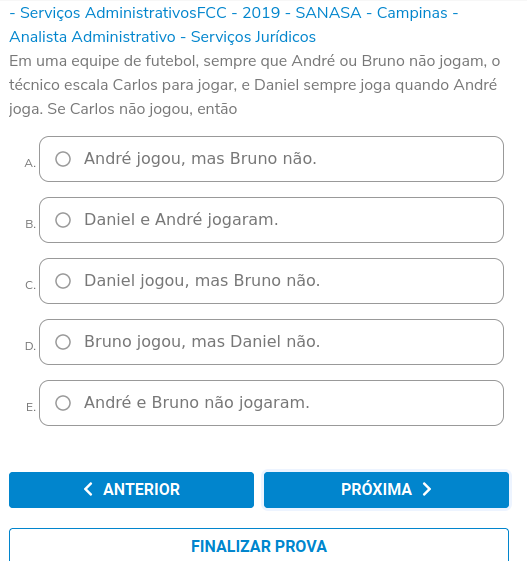 - Serviços AdministrativosFCC - 2019 - SANASA - Campinas -
Analista Administrativo - Serviços Jurídicos
Em uma equipe de futebol, sempre que André ou Bruno não jogam, o
técnico escala Carlos para jogar, e Daniel sempre joga quando André
joga. Se Carlos não jogou, então
A. André jogou, mas Bruno não.
B. Daniel e André jogaram.
C. Daniel jogou, mas Bruno não.
D. Bruno jogou, mas Daniel não.
E. André e Bruno não jogaram.
ANTERIOR PRÓXIMA
FINALIZAR PROVA